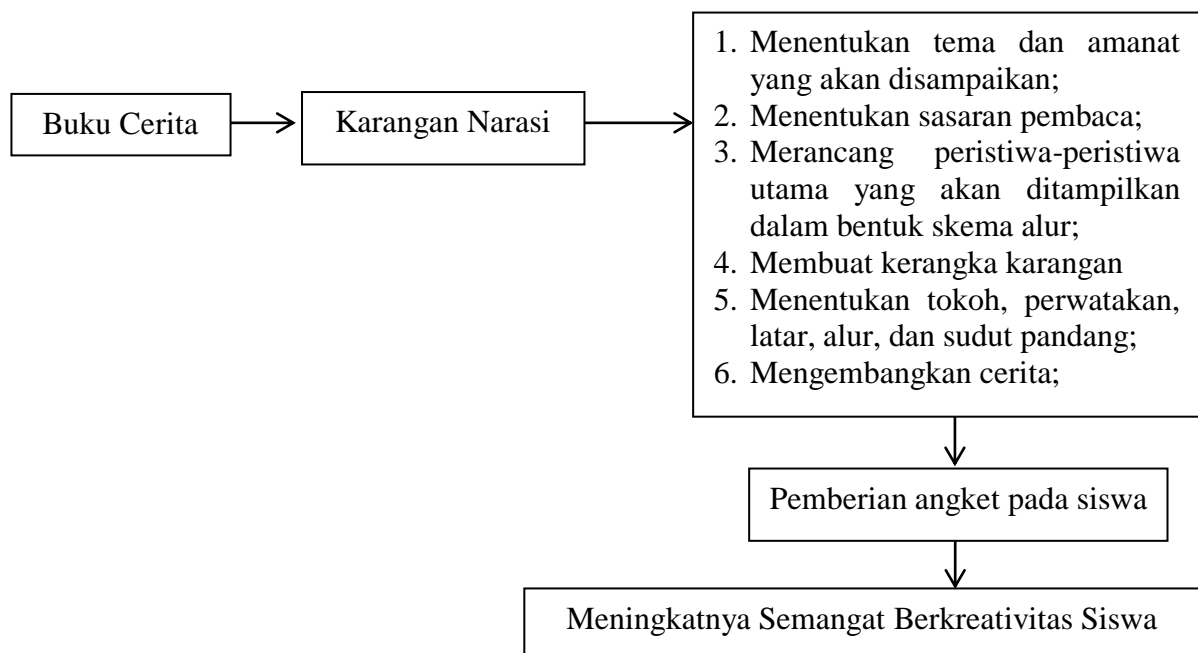 Buku Cerita
Karangan Narasi
1. Menentukan tema dan amanat
yang akan disampaikan;
2. Menentukan sasaran pembaca;
3. Merancang peristiwa-peristiwa
utama yang akan ditampilkan
dalam bentuk skema alur;
4. Membuat kerangka karangan
5. Menentukan tokoh, perwatakan,
latar, alur, dan sudut pandang;
6. Mengembangkan cerita;
Pemberian angket pada siswa
Meningkatnya Semangat Berkreativitas Siswa